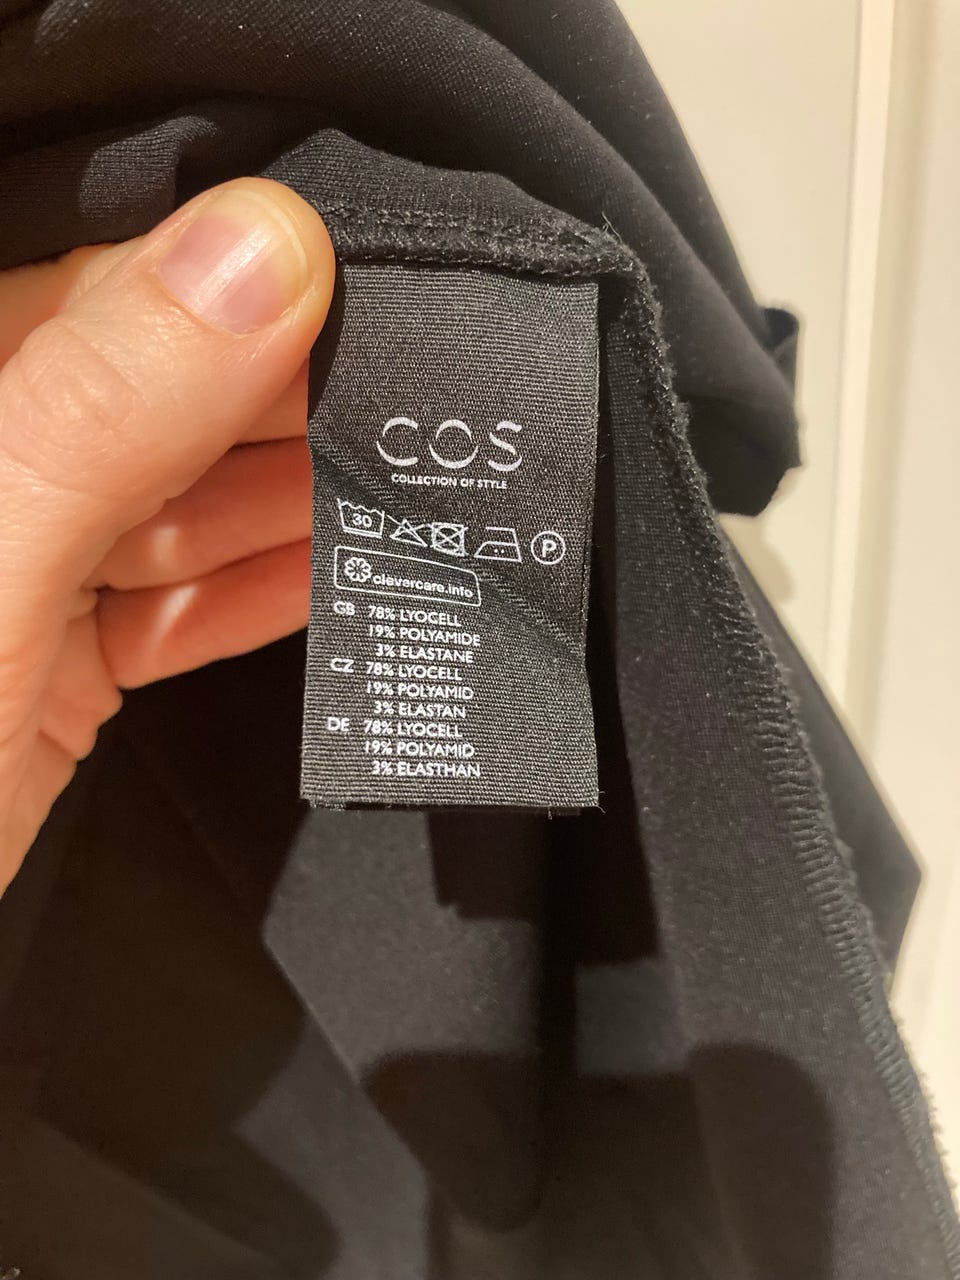 COS
COLLECTION OF STYLE
30 P
clevercare.info
GB 78% LYOCELL
19% POLYAMIDE
3% ELASTANE
CZ 78% LYOCELL
19% POLYAMID
3% ELASTAN
DE 78% LYOCELL
19% POLYAMID
3% ELASTHAN